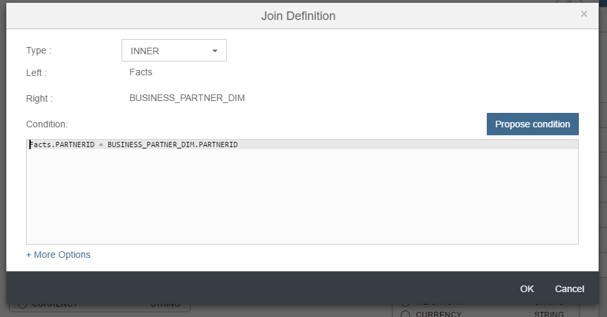 Join Definition
×
Type :
INNER
Left :
Facts
Right :
BUSINESS_PARTNER_DIM
Condition:
Propose condition
Facts.PARTNERID = BUSINESS_PARTNER_DIM.PARTNERID
+ More Options
OK
Cancel
CURRENCY STRING
CURRENCY STRING